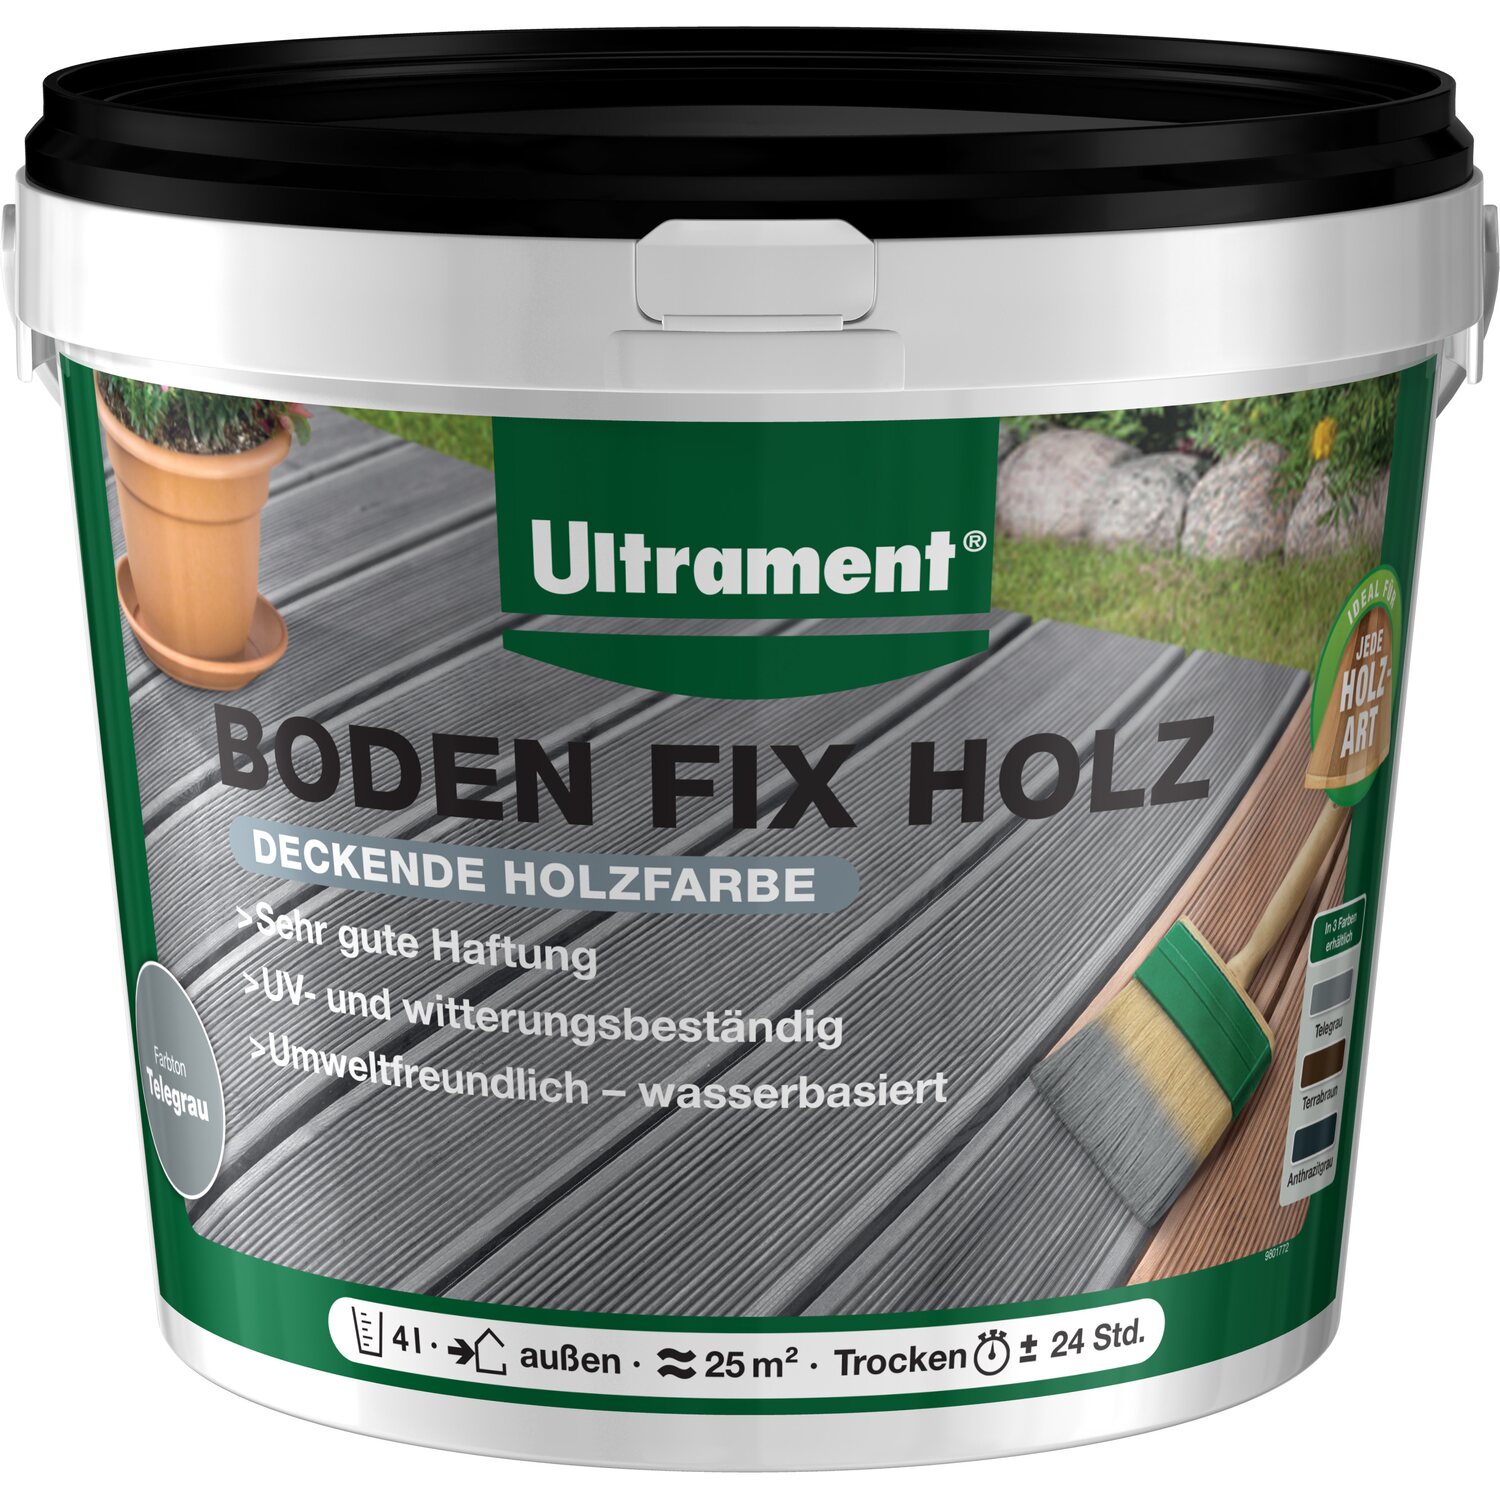 Ultrament®
IDEAL FÜR
JEDE
HOLZ-
ART
BODEN FIX HOLZ
DECKENDE HOLZFARBE
>Sehr gute Haftung
>UV- und witterungsbeständig
>Umweltfreundlich – wasserbasiert
Farbton
Telegrau
In 3 Farben
erhältlich
Telegrau
Terrabraun
Anthrazitgrau
9801772
4 l · außen · 25 m² · Trocken ± 24 Std.